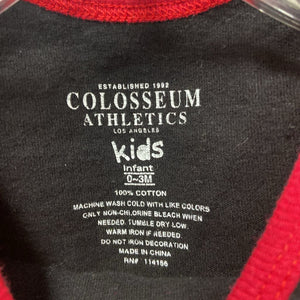 ESTABLISHED 1992
COLOSSEUM
ATHLETICS
LOS ANGELES
Kids
Infant
0~3M
100% COTTON
MACHINE WASH COLD WITH LIKE COLORS
ONLY NON-CHLORINE BLEACH WHEN
NEEDED. TUMBLE DRY LOW.
WARM IRON IF NEEDED.
DO NOT IRON DECORATION
MADE IN CHINA
RN# 114156